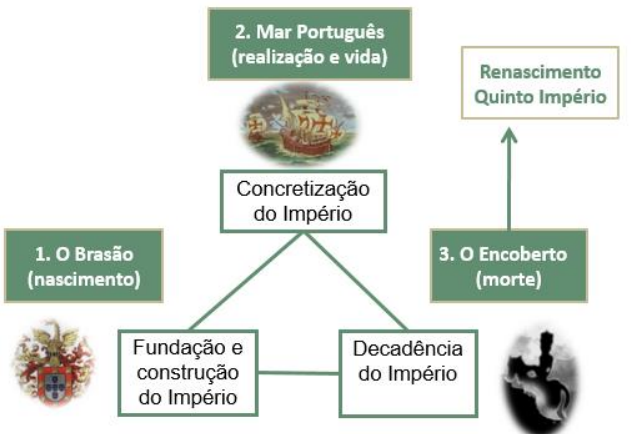 2. Mar Português
(realização e vida)
Renascimento
Quinto Império
Concretização
do Império
1. O Brasão
(nascimento)
3. O Encoberto
(morte)
Fundação e
construção
do Império
Decadência
do Império